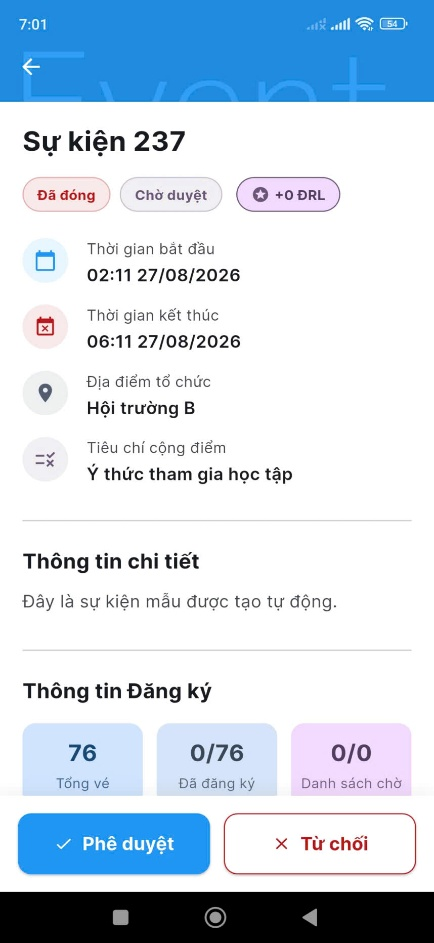 7:01
54
Event
Sự kiện 237
Đã đóng
Chờ duyệt
+0 ĐRL
Thời gian bắt đầu
02:11 27/08/2026
Thời gian kết thúc
06:11 27/08/2026
Địa điểm tổ chức
Hội trường B
Tiêu chí cộng điểm
Ý thức tham gia học tập
Thông tin chi tiết
Đây là sự kiện mẫu được tạo tự động.
Thông tin Đăng ký
76
0/76
0/0
Tổng vé
Đã đăng ký
Danh sách chờ
Phê duyệt
Từ chối